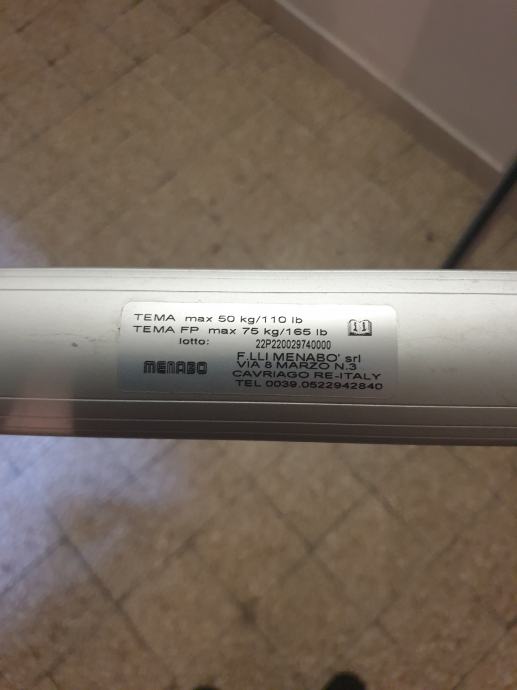 TEMA max 50 kg/110 lb
TEMA FP max 75 kg/165 lb
lotto: 22P220029740000
MENABO
F.LLI MENABO' srl
VIA 8 MARZO N.3
CAVRIAGO RE-ITALY
TEL 0039.0522942840